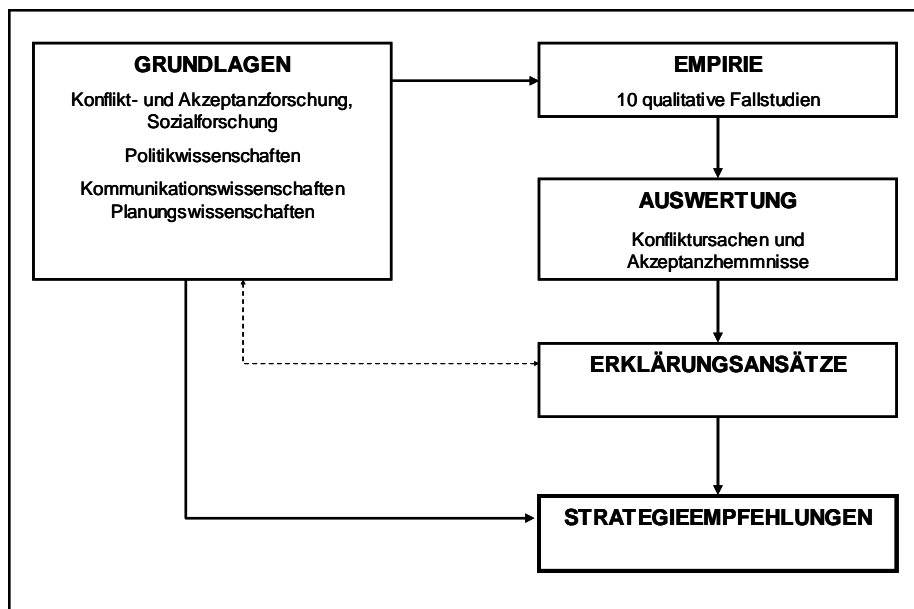 GRUNDLAGEN
Konflikt- und Akzeptanzforschung,
Sozialforschung
Politikwissenschaften
Kommunikationswissenschaften
Planungswissenschaften
EMPIRIE
10 qualitative Fallstudien
AUSWERTUNG
Konfliktursachen und
Akzeptanzhemmnisse
ERKLÄRUNGSANSÄTZE
STRATEGIEEMPFEHLUNGEN